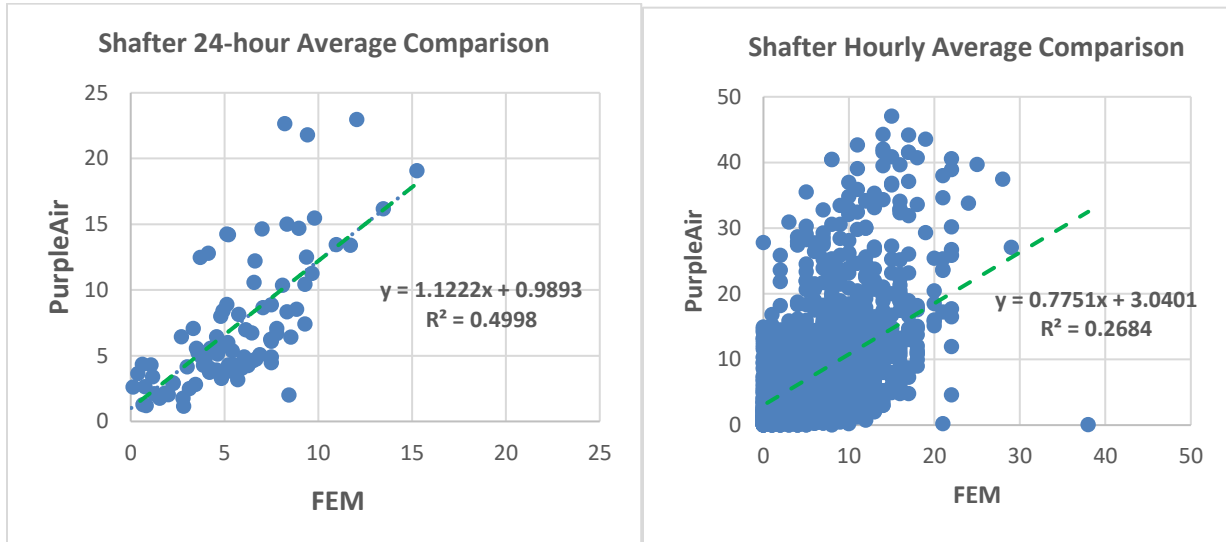 Shafter 24-hour Average Comparison
25
20
15
10
5
0
PurpleAir
y = 1.1222x + 0.9893
R² = 0.4998
0 5 10 15 20 25
FEM
Shafter Hourly Average Comparison
50
40
30
20
10
0
PurpleAir
y = 0.7751x + 3.0401
R² = 0.2684
0 10 20 30 40 50
FEM